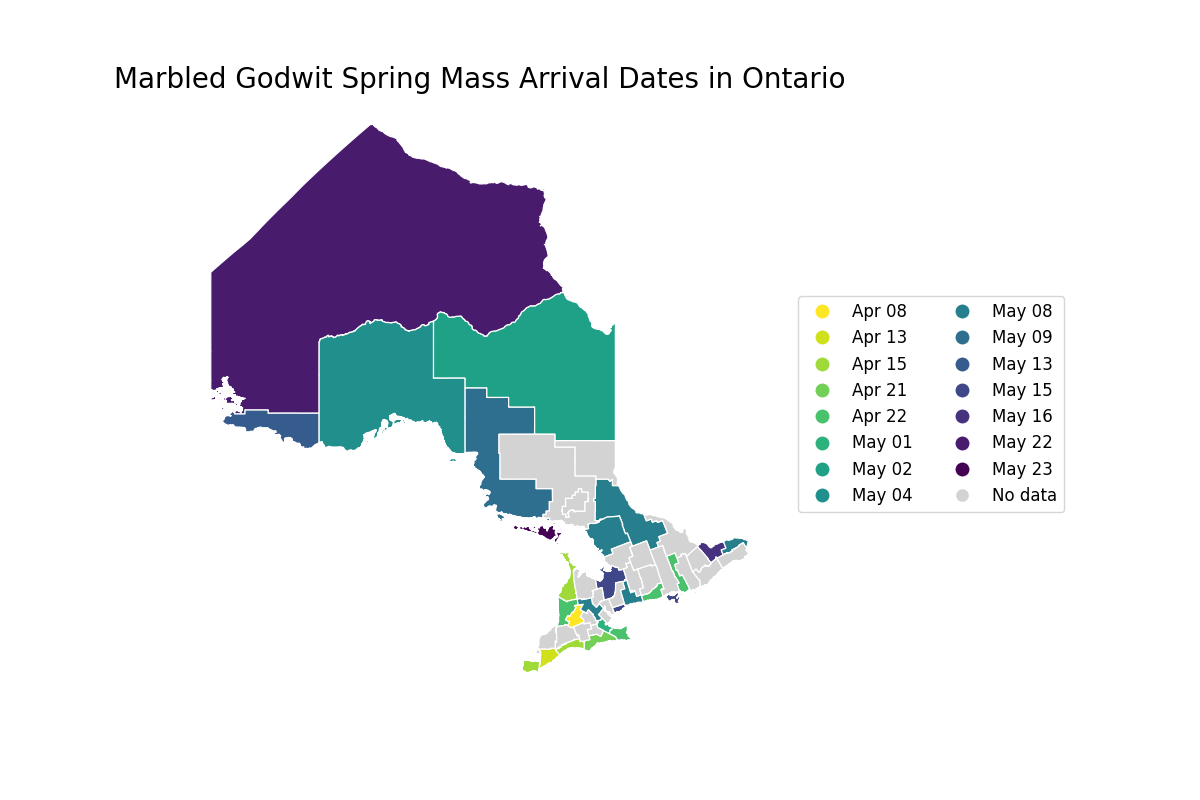 Marbled Godwit Spring Mass Arrival Dates in Ontario
Apr 08
Apr 13
Apr 15
Apr 21
Apr 22
May 01
May 02
May 04
May 08
May 09
May 13
May 15
May 16
May 22
May 23
No data